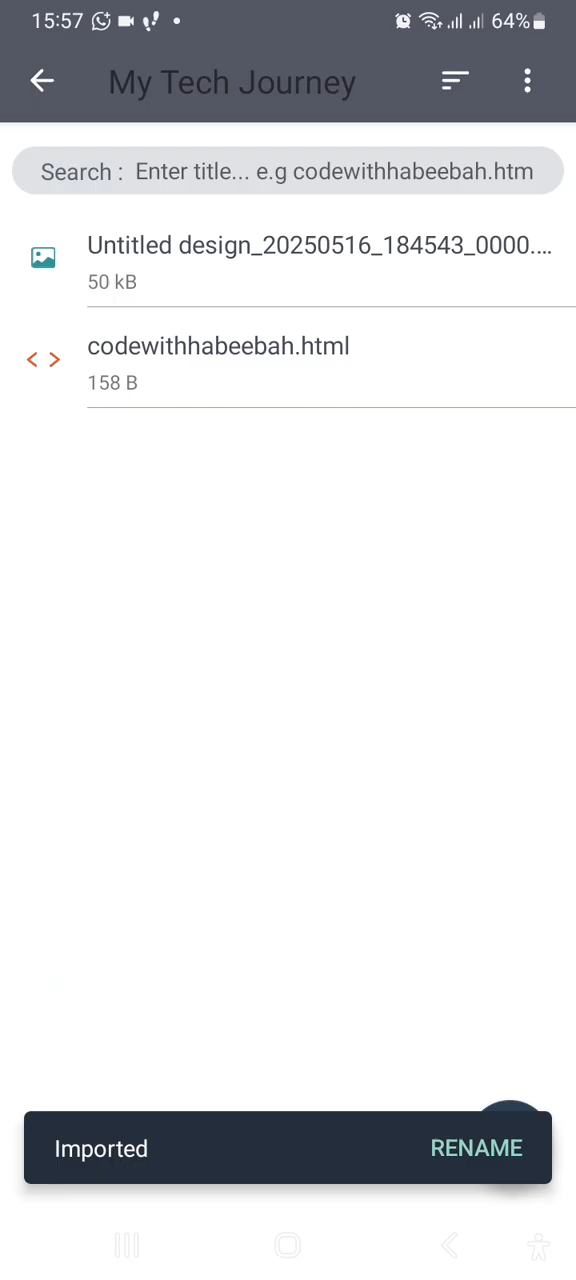 15:57 64%
My Tech Journey
Search : Enter title... e.g codewithhabeebah.htm
Untitled design_20250516_184543_0000....
50 kB
codewithhabeebah.html
158 B
Imported RENAME